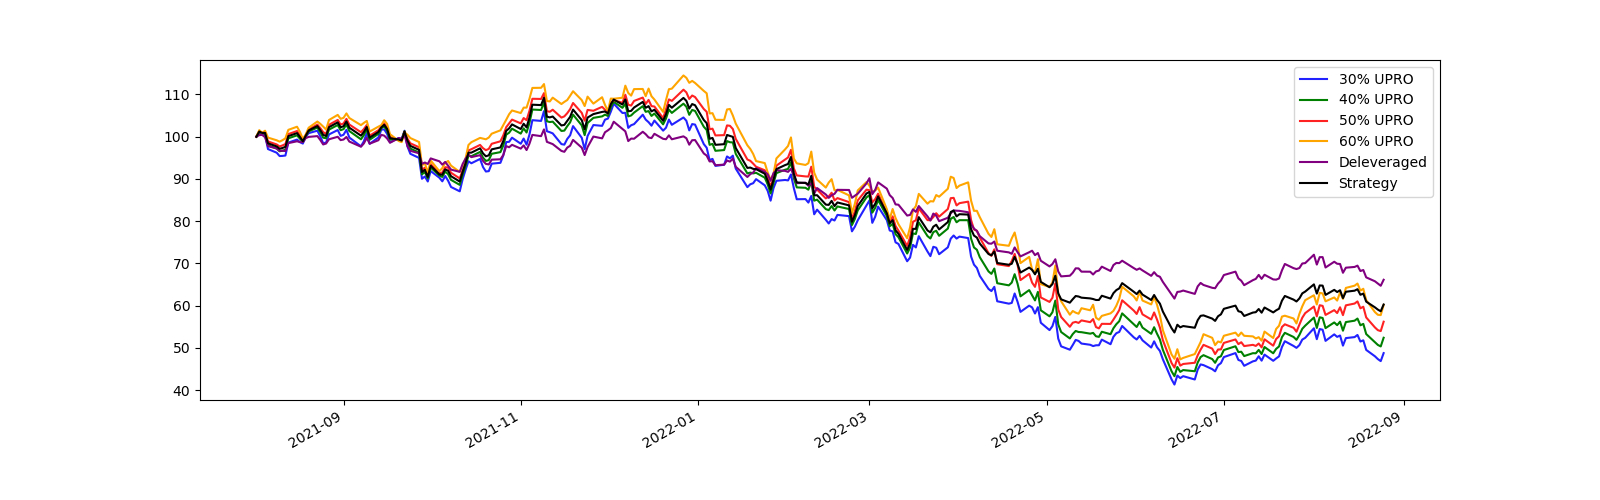 110
100
90
80
70
60
50
40
2021-09
2021-11
2022-01
2022-03
2022-05
2022-07
2022-09
30% UPRO
40% UPRO
50% UPRO
60% UPRO
Deleveraged
Strategy